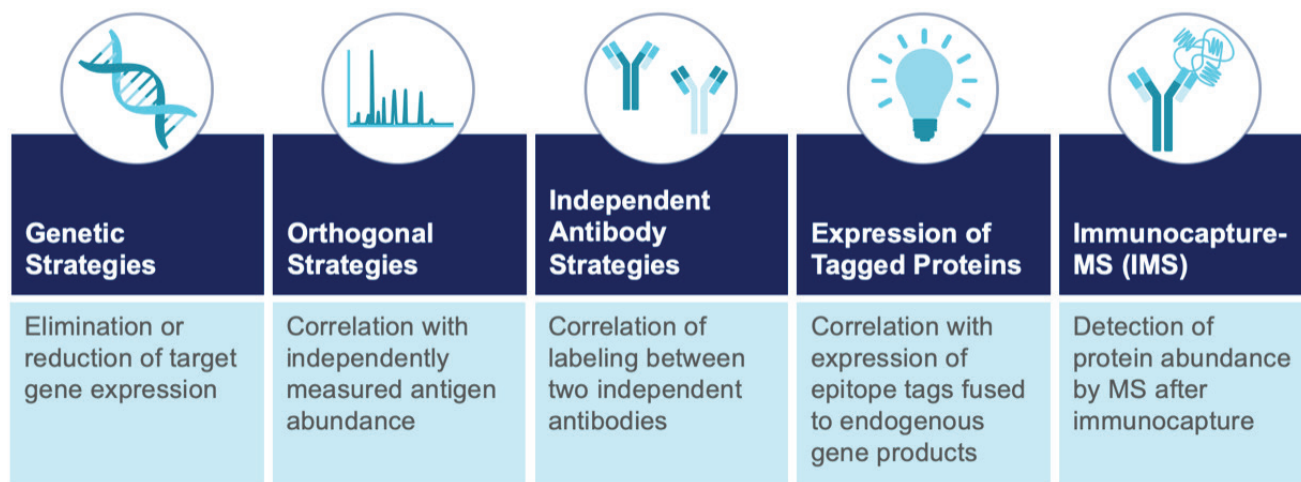 Genetic
Strategies
Elimination or
reduction of target
gene expression
Orthogonal
Strategies
Correlation with
independently
measured antigen
abundance
Independent
Antibody
Strategies
Correlation of
labeling between
two independent
antibodies
Expression of
Tagged Proteins
Correlation with
expression of
epitope tags fused
to endogenous
gene products
Immunocapture-
MS (IMS)
Detection of
protein abundance
by MS after
immunocapture